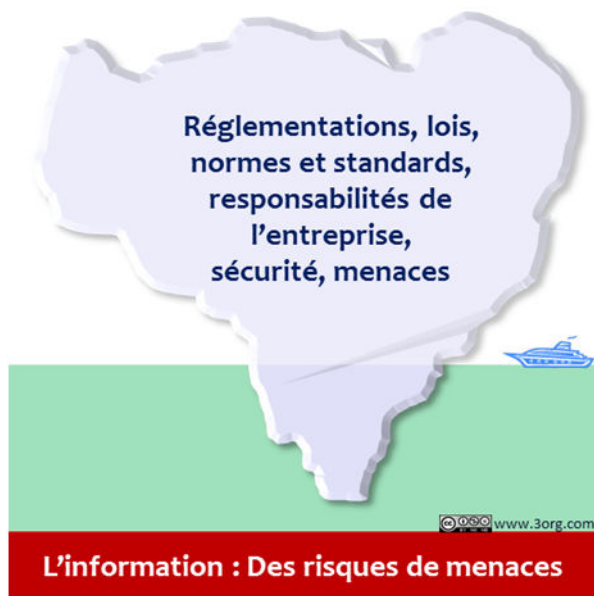 Réglementations, lois,
normes et standards,
responsabilités de
l’entreprise,
sécurité, menaces
www.3org.com
L’information : Des risques de menaces